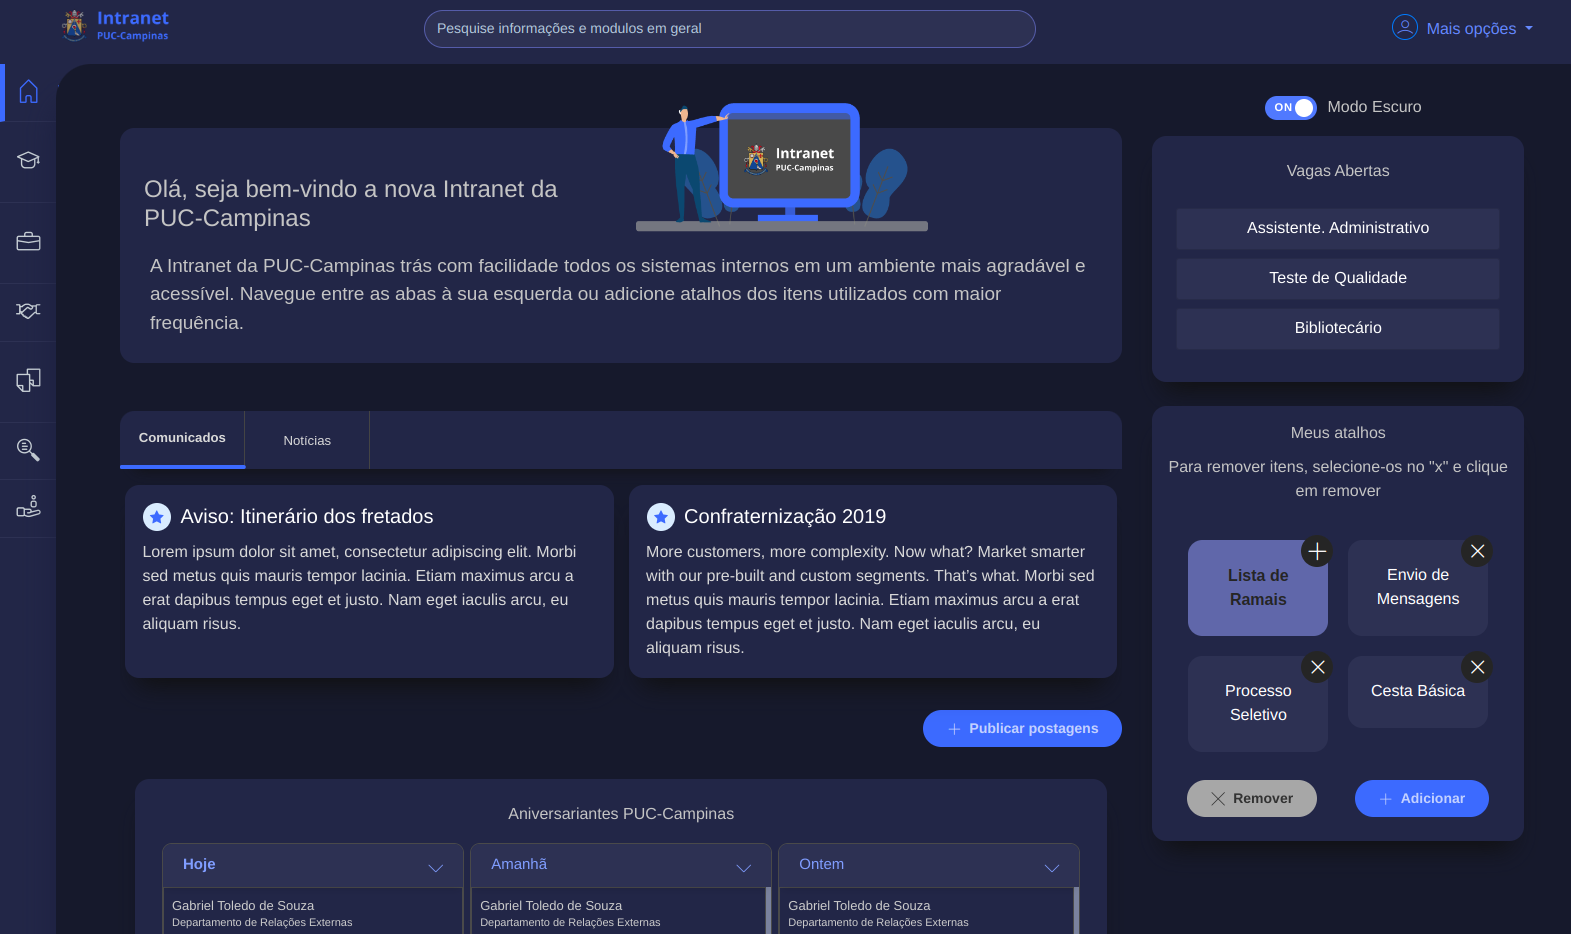 Intranet
PUC-Campinas
Pesquise informações e modulos em geral
Mais opções
ON
Modo Escuro
Intranet
PUC-Campinas
Olá, seja bem-vindo a nova Intranet da
PUC-Campinas
A Intranet da PUC-Campinas trás com facilidade todos os sistemas internos em um ambiente mais agradável e
acessível. Navegue entre as abas à sua esquerda ou adicione atalhos dos itens utilizados com maior
frequência.
Vagas Abertas
Assistente. Administrativo
Teste de Qualidade
Bibliotecário
Comunicados
Notícias
Aviso: Itinerário dos fretados
Lorem ipsum dolor sit amet, consectetur adipiscing elit. Morbi
sed metus quis mauris tempor lacinia. Etiam maximus arcu a
erat dapibus tempus eget et justo. Nam eget iaculis arcu, eu
aliquam risus.
Confraternização 2019
More customers, more complexity. Now what? Market smarter
with our pre-built and custom segments. That’s what. Morbi sed
metus quis mauris tempor lacinia. Etiam maximus arcu a erat
dapibus tempus eget et justo. Nam eget iaculis arcu, eu
aliquam risus.
Publicar postagens
Meus atalhos
Para remover itens, selecione-os no "x" e clique
em remover
Lista de
Ramais
Envio de
Mensagens
Processo
Seletivo
Cesta Básica
Remover
Adicionar
Aniversariantes PUC-Campinas
Hoje
Gabriel Toledo de Souza
Departamento de Relações Externas
Amanhã
Gabriel Toledo de Souza
Departamento de Relações Externas
Ontem
Gabriel Toledo de Souza
Departamento de Relações Externas